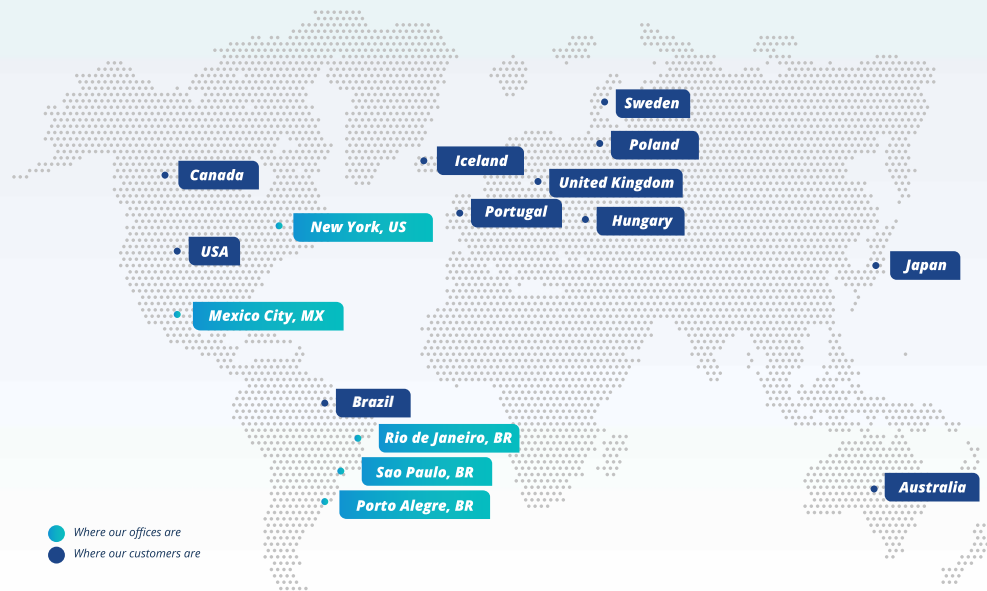 Sweden
Poland
Iceland
Canada
United Kingdom
Portugal
Hungary
New York, US
USA
Japan
Mexico City, MX
Brazil
Rio de Janeiro, BR
Sao Paulo, BR
Australia
Porto Alegre, BR
Where our offices are
Where our customers are